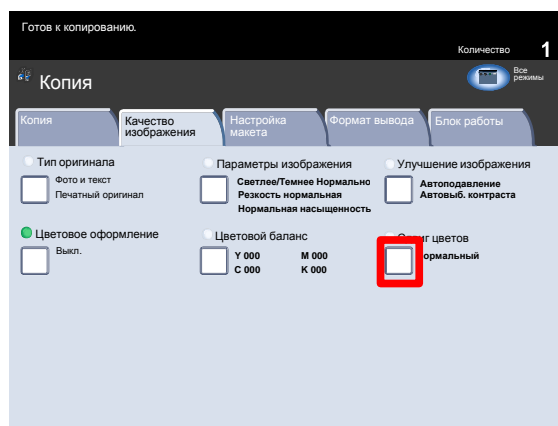 Готов к копированию.
Количество 1
Копия
Все
режимы
Копия
Качество
изображения
Настройка
макета
Формат вывода
Блок работы
Тип оригинала
Фото и текст
Печатный оригинал
Параметры изображения
Светлее/Темнее Нормально
Резкость нормальная
Нормальная насыщенность
Улучшение изображения
Автоподавление
Автовыб. контраста
Цветовое оформление
Выкл.
Цветовой баланс
Y 000 M 000
C 000 K 000
цветов
ормальный